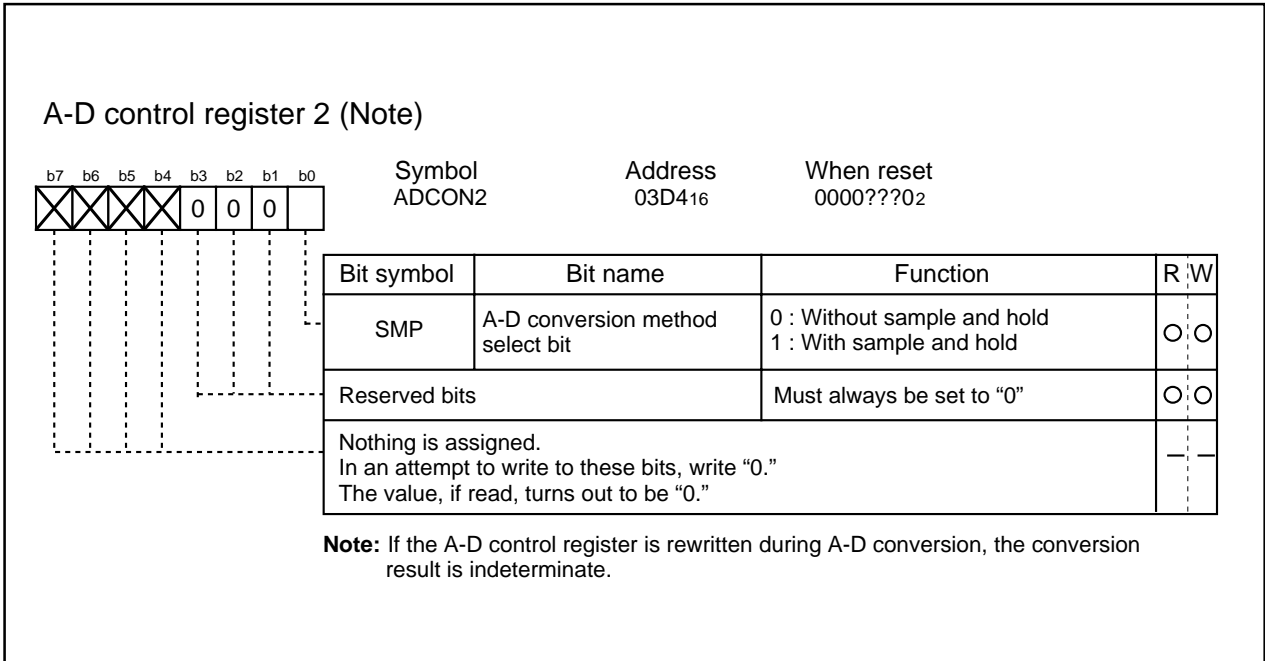 A-D control register 2 (Note)
b7 b6 b5 b4 b3 b2 b1 b0
0 0 0
Symbol Address When reset
ADCON2 03D416 0000???02
Bit symbol Bit name Function R W
SMP A-D conversion method select bit 0 : Without sample and hold
1 : With sample and hold
Reserved bits Must always be set to “0”
Nothing is assigned.
In an attempt to write to these bits, write “0.”
The value, if read, turns out to be “0.”
Note: If the A-D control register is rewritten during A-D conversion, the conversion
result is indeterminate.